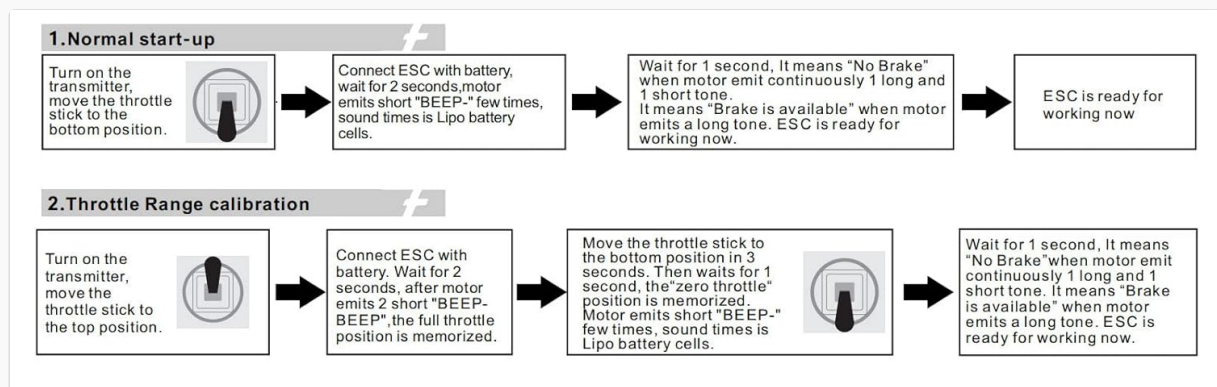 1.Normal start-up
Turn on the
transmitter,
move the throttle
stick to the
bottom position.
Connect ESC with battery,
wait for 2 seconds,motor
emits short "BEEP-" few times,
sound times is Lipo battery
cells.
Wait for 1 second, It means “No Brake”
when motor emit continuously 1 long and
1 short tone.
It means “Brake is available” when motor
emits a long tone. ESC is ready for
working now.
ESC is ready for
working now
2.Throttle Range calibration
Turn on the
transmitter,
move the
throttle stick to
the top position.
Connect ESC with
battery. Wait for 2
seconds, after motor
emits 2 short "BEEP-
BEEP",the full throttle
position is memorized.
Move the throttle stick to
the bottom position in 3
seconds. Then waits for 1
second, the“zero throttle“
position is memorized.
Motor emits short "BEEP-"
few times, sound times is
Lipo battery cells.
Wait for 1 second, It means
“No Brake”when motor emit
continuously 1 long and 1
short tone. It means “Brake
is available” when motor
emits a long tone. ESC is
ready for working now.